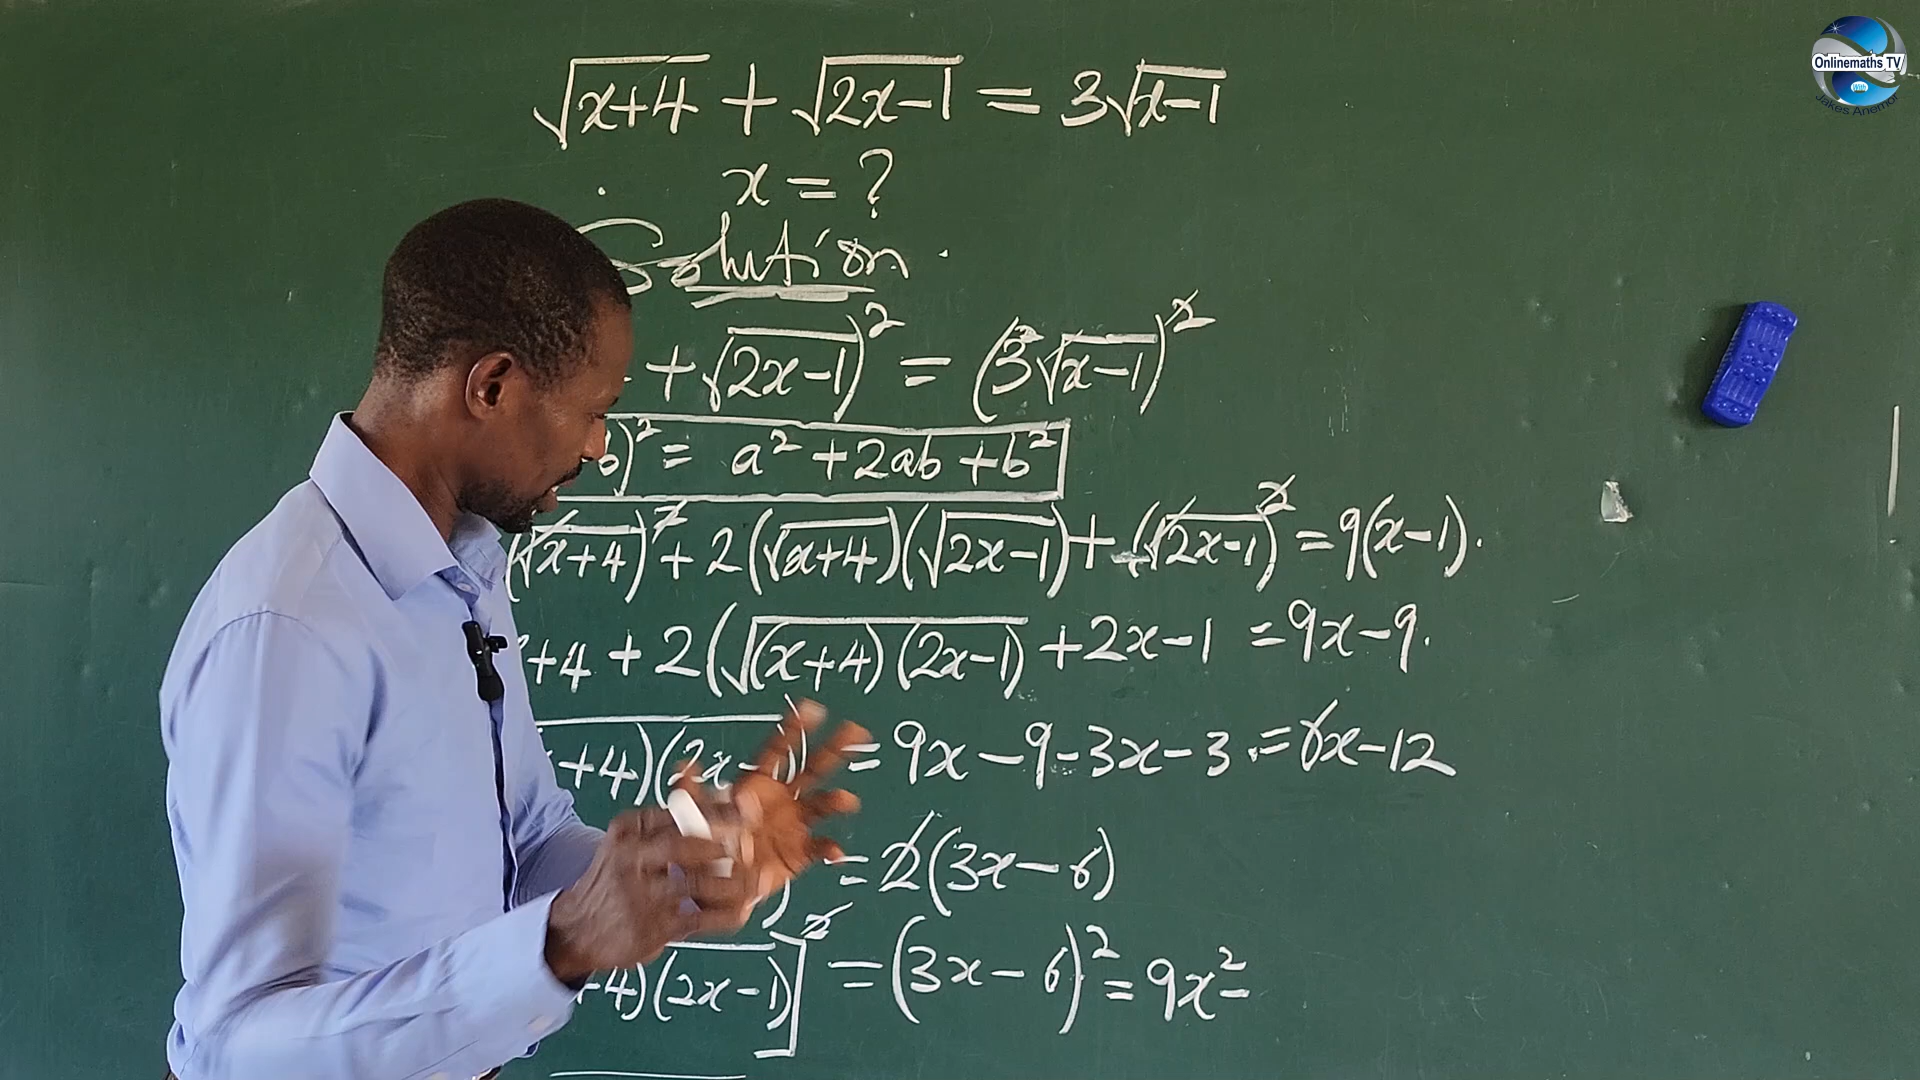 √x+4 + √2x-1 = 3√x-1
x = ?
Solution
+ √2x-1)² = (3²√x-1)²
b)² = a² + 2ab + b²
(√x+4)² + 2(√x+4)(√2x-1) + (√2x-1)² = 9(x-1).
+4 + 2(√(x+4)(2x-1) + 2x-1 = 9x-9.
+4)(2x-1) = 9x-9-3x-3 = 6x-12
) = 2(3x-6)
+4)(2x-1)]² = (3x-6)² = 9x²-
Onlinemaths TV
Jakes Anemor